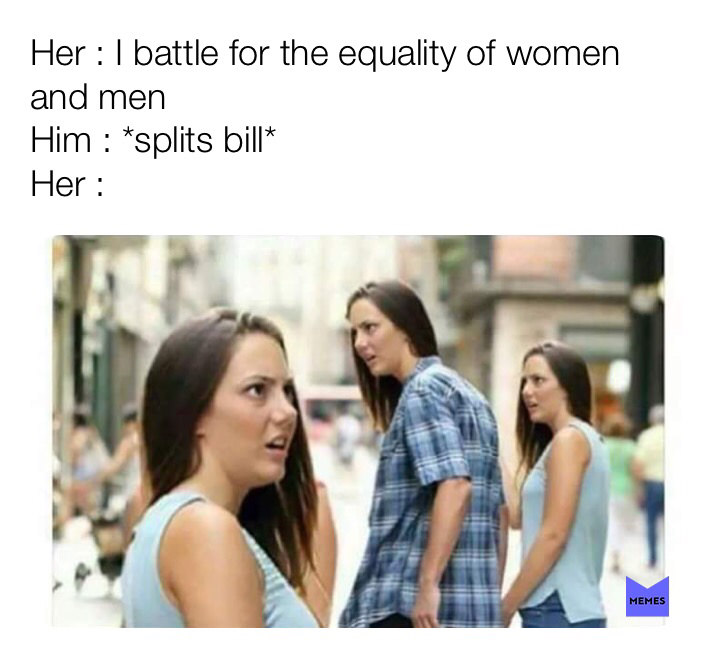 Her : I battle for the equality of women
and men
Him : *splits bill*
Her :
MEMES